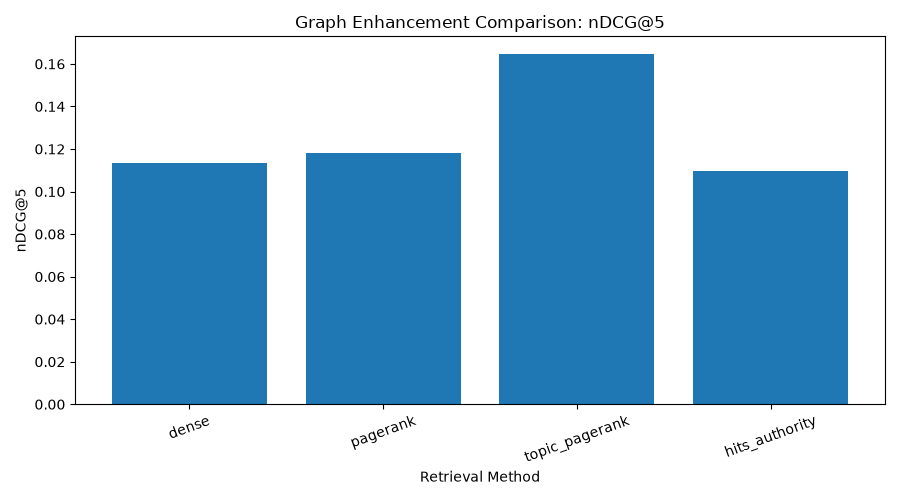 Graph Enhancement Comparison: nDCG@5
nDCG@5
0.16
0.14
0.12
0.10
0.08
0.06
0.04
0.02
0.00
dense
pagerank
topic_pagerank
hits_authority
Retrieval Method